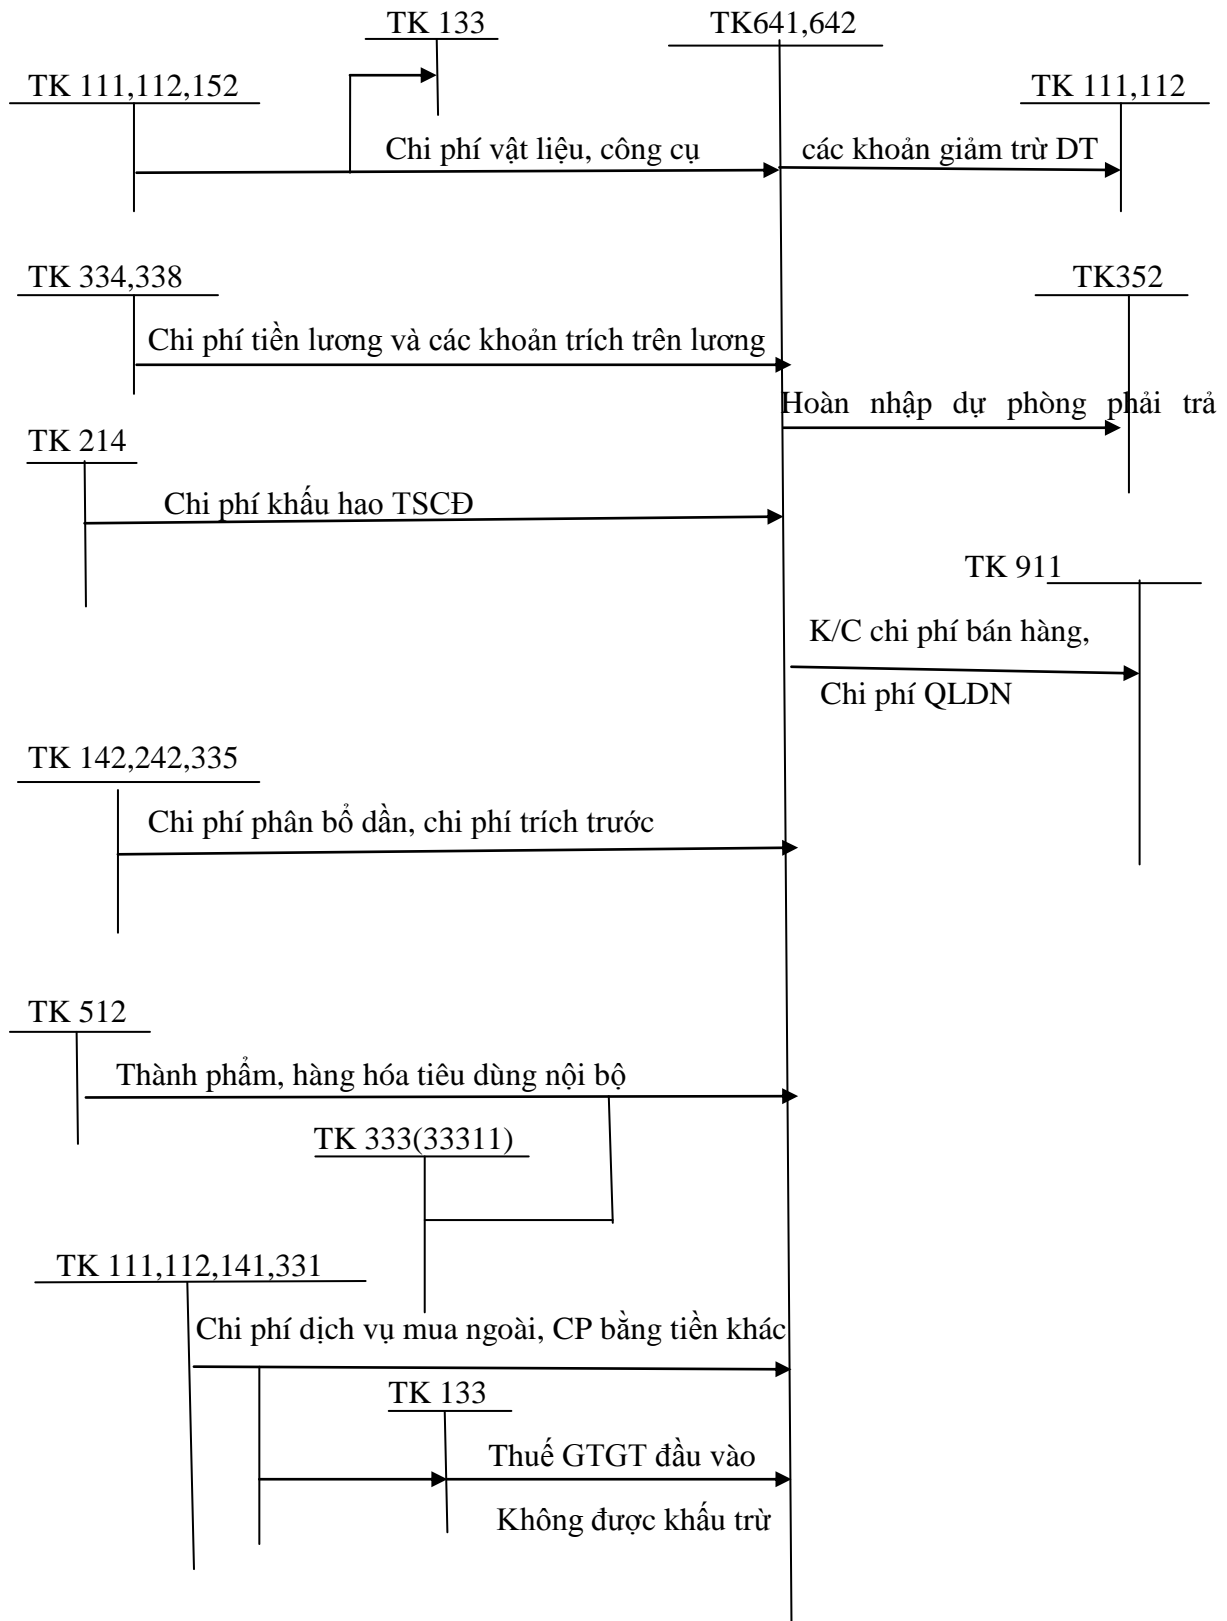 TK 133
TK641,642
TK 111,112,152
TK 111,112
Chi phí vật liệu, công cụ
các khoản giảm trừ DT
TK 334,338
TK352
Chi phí tiền lương và các khoản trích trên lương
Hoàn nhập dự phòng phải trả
TK 214
Chi phí khấu hao TSCĐ
TK 911
K/C chi phí bán hàng,
Chi phí QLDN
TK 142,242,335
Chi phí phân bổ dần, chi phí trích trước
TK 512
Thành phẩm, hàng hóa tiêu dùng nội bộ
TK 333(33311)
TK 111,112,141,331
Chi phí dịch vụ mua ngoài, CP bằng tiền khác
TK 133
Thuế GTGT đầu vào
Không được khấu trừ